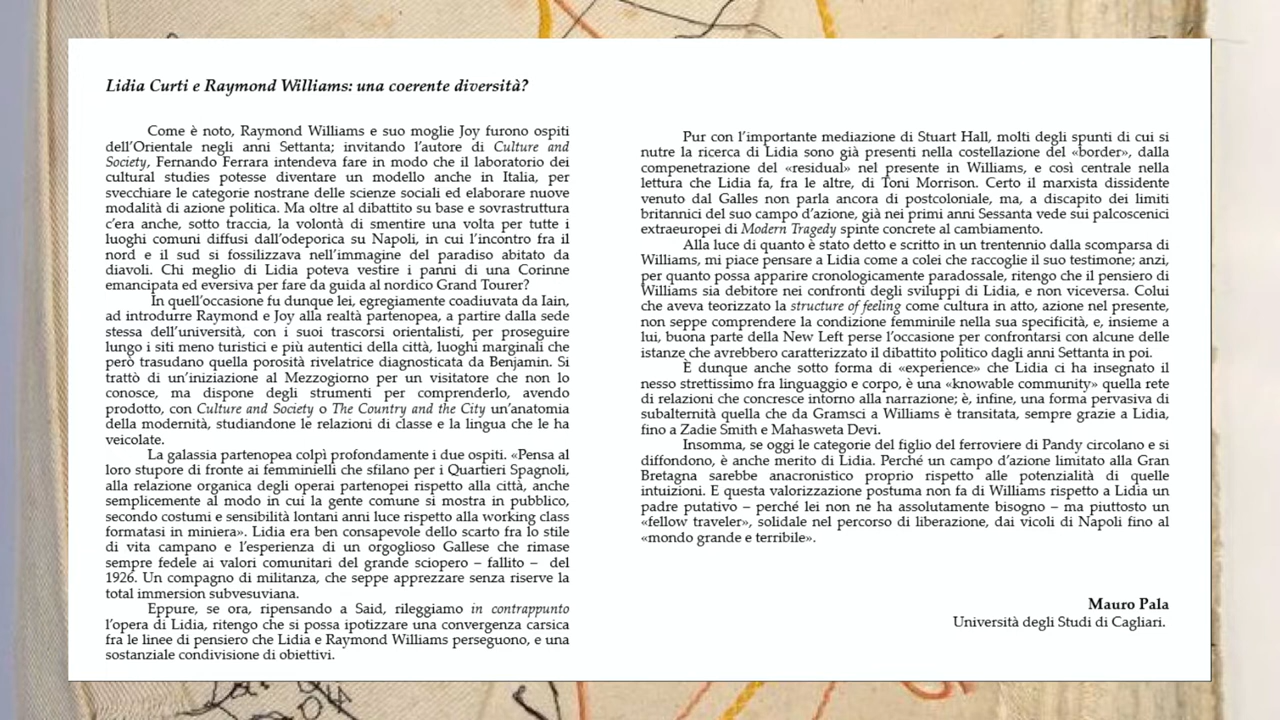 Lidia Curti e Raymond Williams: una coerente diversità?
Come è noto, Raymond Williams e suo moglie Joy furono ospiti
dell'Orientale negli anni Settanta; invitando l'autore di Culture and
Society, Fernando Ferrara intendeva fare in modo che il laboratorio dei
cultural studies potesse diventare un modello anche in Italia, per
svecchiare le categorie nostrane delle scienze sociali ed elaborare nuove
modalità di azione politica. Ma oltre al dibattito su base e sovrastruttura
c'era anche, sotto traccia, la volontà di smentire una volta per tutte i
luoghi comuni diffusi dall'odeporica su Napoli, in cui l'incontro fra il
nord e il sud si fossilizzava nell'immagine del paradiso abitato da
diavoli. Chi meglio di Lidia poteva vestire i panni di una Corinne
emancipata ed eversiva per fare da guida al nordico Grand Tourer?
In quell'occasione fu dunque lei, egregiamente coadiuvata da Iain,
ad introdurre Raymond e Joy alla realtà partenopea, a partire dalla sede
stessa dell'università, con i suoi trascorsi orientalisti, per proseguire
lungo i siti meno turistici e più autentici della città, luoghi marginali che
però trasudano quella porosità rivelatrice diagnosticata da Benjamin. Si
trattò di un'iniziazione al Mezzogiorno per un visitatore che non lo
conosce, ma dispone degli strumenti per comprenderlo, avendo
prodotto, con Culture and Society o The Country and the City un'anatomia
della modernità, studiandone le relazioni di classe e la lingua che le ha
veicolate.
La galassia partenopea colpì profondamente i due ospiti. «Pensa al
loro stupore di fronte ai femminielli che sfilano per i Quartieri Spagnoli,
alla relazione organica degli operai partenopei rispetto alla città, anche
semplicemente al modo in cui la gente comune si mostra in pubblico,
secondo costumi e sensibilità lontani anni luce rispetto alla working class
formatasi in miniera». Lidia era ben consapevole dello scarto fra lo stile
di vita campano e l'esperienza di un orgoglioso Gallese che rimase
sempre fedele ai valori comunitari del grande sciopero – fallito – del
1926. Un compagno di militanza, che seppe apprezzare senza riserve la
total immersion subvesuviana.
Eppure, se ora, ripensando a Said, rileggiamo in contrappunto
l'opera di Lidia, ritengo che si possa ipotizzare una convergenza carsica
fra le linee di pensiero che Lidia e Raymond Williams perseguono, e una
sostanziale condivisione di obiettivi.
Pur con l'importante mediazione di Stuart Hall, molti degli spunti di cui si
nutre la ricerca di Lidia sono già presenti nella costellazione del «border», dalla
compenetrazione del «residual» nel presente in Williams, e così centrale nella
lettura che Lidia fa, fra le altre, di Toni Morrison. Certo il marxista dissidente
venuto dal Galles non parla ancora di postcoloniale, ma, a discapito dei limiti
britannici del suo campo d'azione, già nei primi anni Sessanta vede sui palcoscenici
extraeuropei di Modern Tragedy spinte concrete al cambiamento.
Alla luce di quanto è stato detto e scritto in un trentennio dalla scomparsa di
Williams, mi piace pensare a Lidia come a colei che raccoglie il suo testimone; anzi,
per quanto possa apparire cronologicamente paradossale, ritengo che il pensiero di
Williams sia debitore nei confronti degli sviluppi di Lidia, e non viceversa. Colui
che aveva teorizzato la structure of feeling come cultura in atto, azione nel presente,
non seppe comprendere la condizione femminile nella sua specificità, e, insieme a
lui, buona parte della New Left perse l'occasione per confrontarsi con alcune delle
istanze che avrebbero caratterizzato il dibattito politico dagli anni Settanta in poi.
È dunque anche sotto forma di «experience» che Lidia ci ha insegnato il
nesso strettissimo fra linguaggio e corpo, è una «knowable community» quella rete
di relazioni che concresce intorno alla narrazione; è, infine, una forma pervasiva di
subalternità quella che da Gramsci a Williams è transitata, sempre grazie a Lidia,
fino a Zadie Smith e Mahasweta Devi.
Insomma, se oggi le categorie del figlio del ferroviere di Pandy circolano e si
diffondono, è anche merito di Lidia. Perché un campo d'azione limitato alla Gran
Bretagna sarebbe anacronistico proprio rispetto alle potenzialità di quelle
intuizioni. E questa valorizzazione postuma non fa di Williams rispetto a Lidia un
padre putativo – perché lei non ne ha assolutamente bisogno – ma piuttosto un
«fellow traveler», solidale nel percorso di liberazione, dai vicoli di Napoli fino al
«mondo grande e terribile».
Mauro Pala
Università degli Studi di Cagliari.